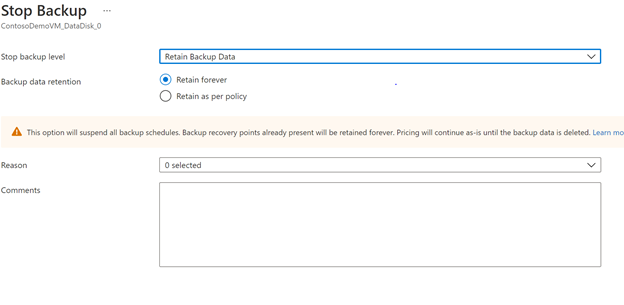 Stop Backup ...
ContosoDemoVM_DataDisk_0
Stop backup level
Retain Backup Data
Backup data retention
Retain forever
Retain as per policy
This option will suspend all backup schedules. Backup recovery points already present will be retained forever. Pricing will continue as-is until the backup data is deleted. Learn mo
Reason
0 selected
Comments